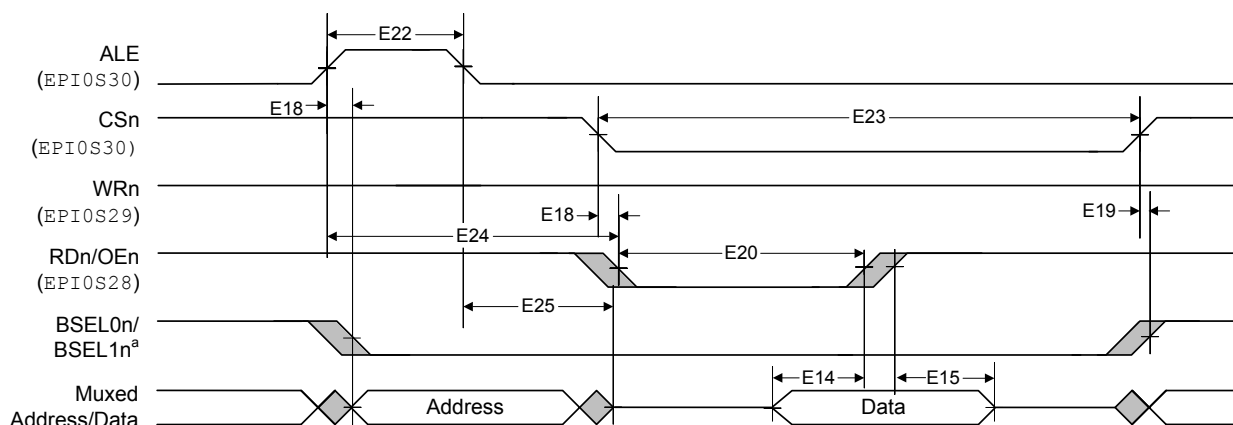 E22
ALE
(EPI0S30)
E18
CSn
E23
(EPI0S30)
WRn
(EPI0S29)
E18
E19
E24
RDn/OEn
E20
(EPI0S28)
E25
BSEL0n/
BSEL1nᵃ
E14
E15
Muxed
Address/Data
Address
Data